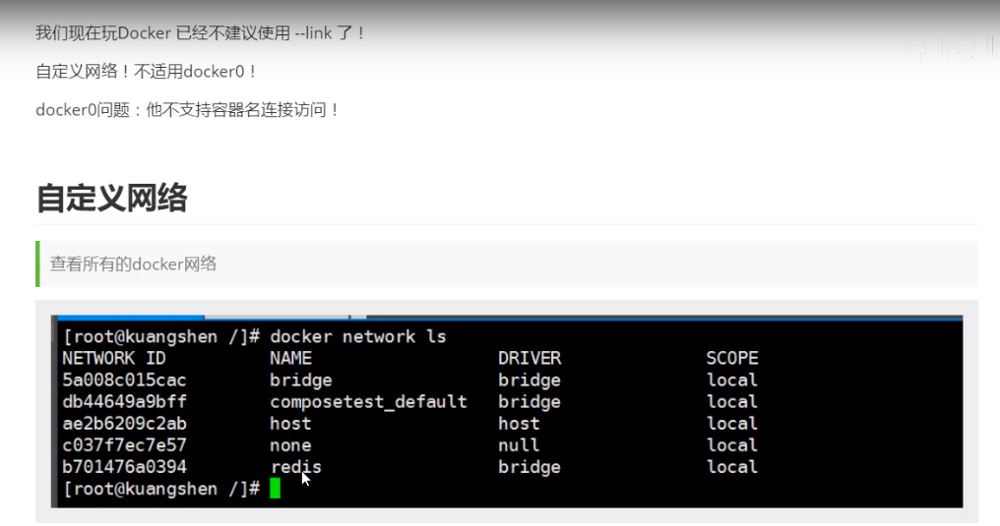 我们现在玩Docker 已经不建议使用 --link 了！
自定义网络！不适用docker0！
docker0问题：他不支持容器名连接访问！
自定义网络
查看所有的docker网络
[root@kuangshen /]# docker network ls
NETWORK ID NAME DRIVER SCOPE
5a008c015cac bridge bridge local
db44649a9bff composetest_default bridge local
ae2b6209c2ab host host local
c037f7ec7e57 none null local
b701476a0394 redis bridge local
[root@kuangshen /]#